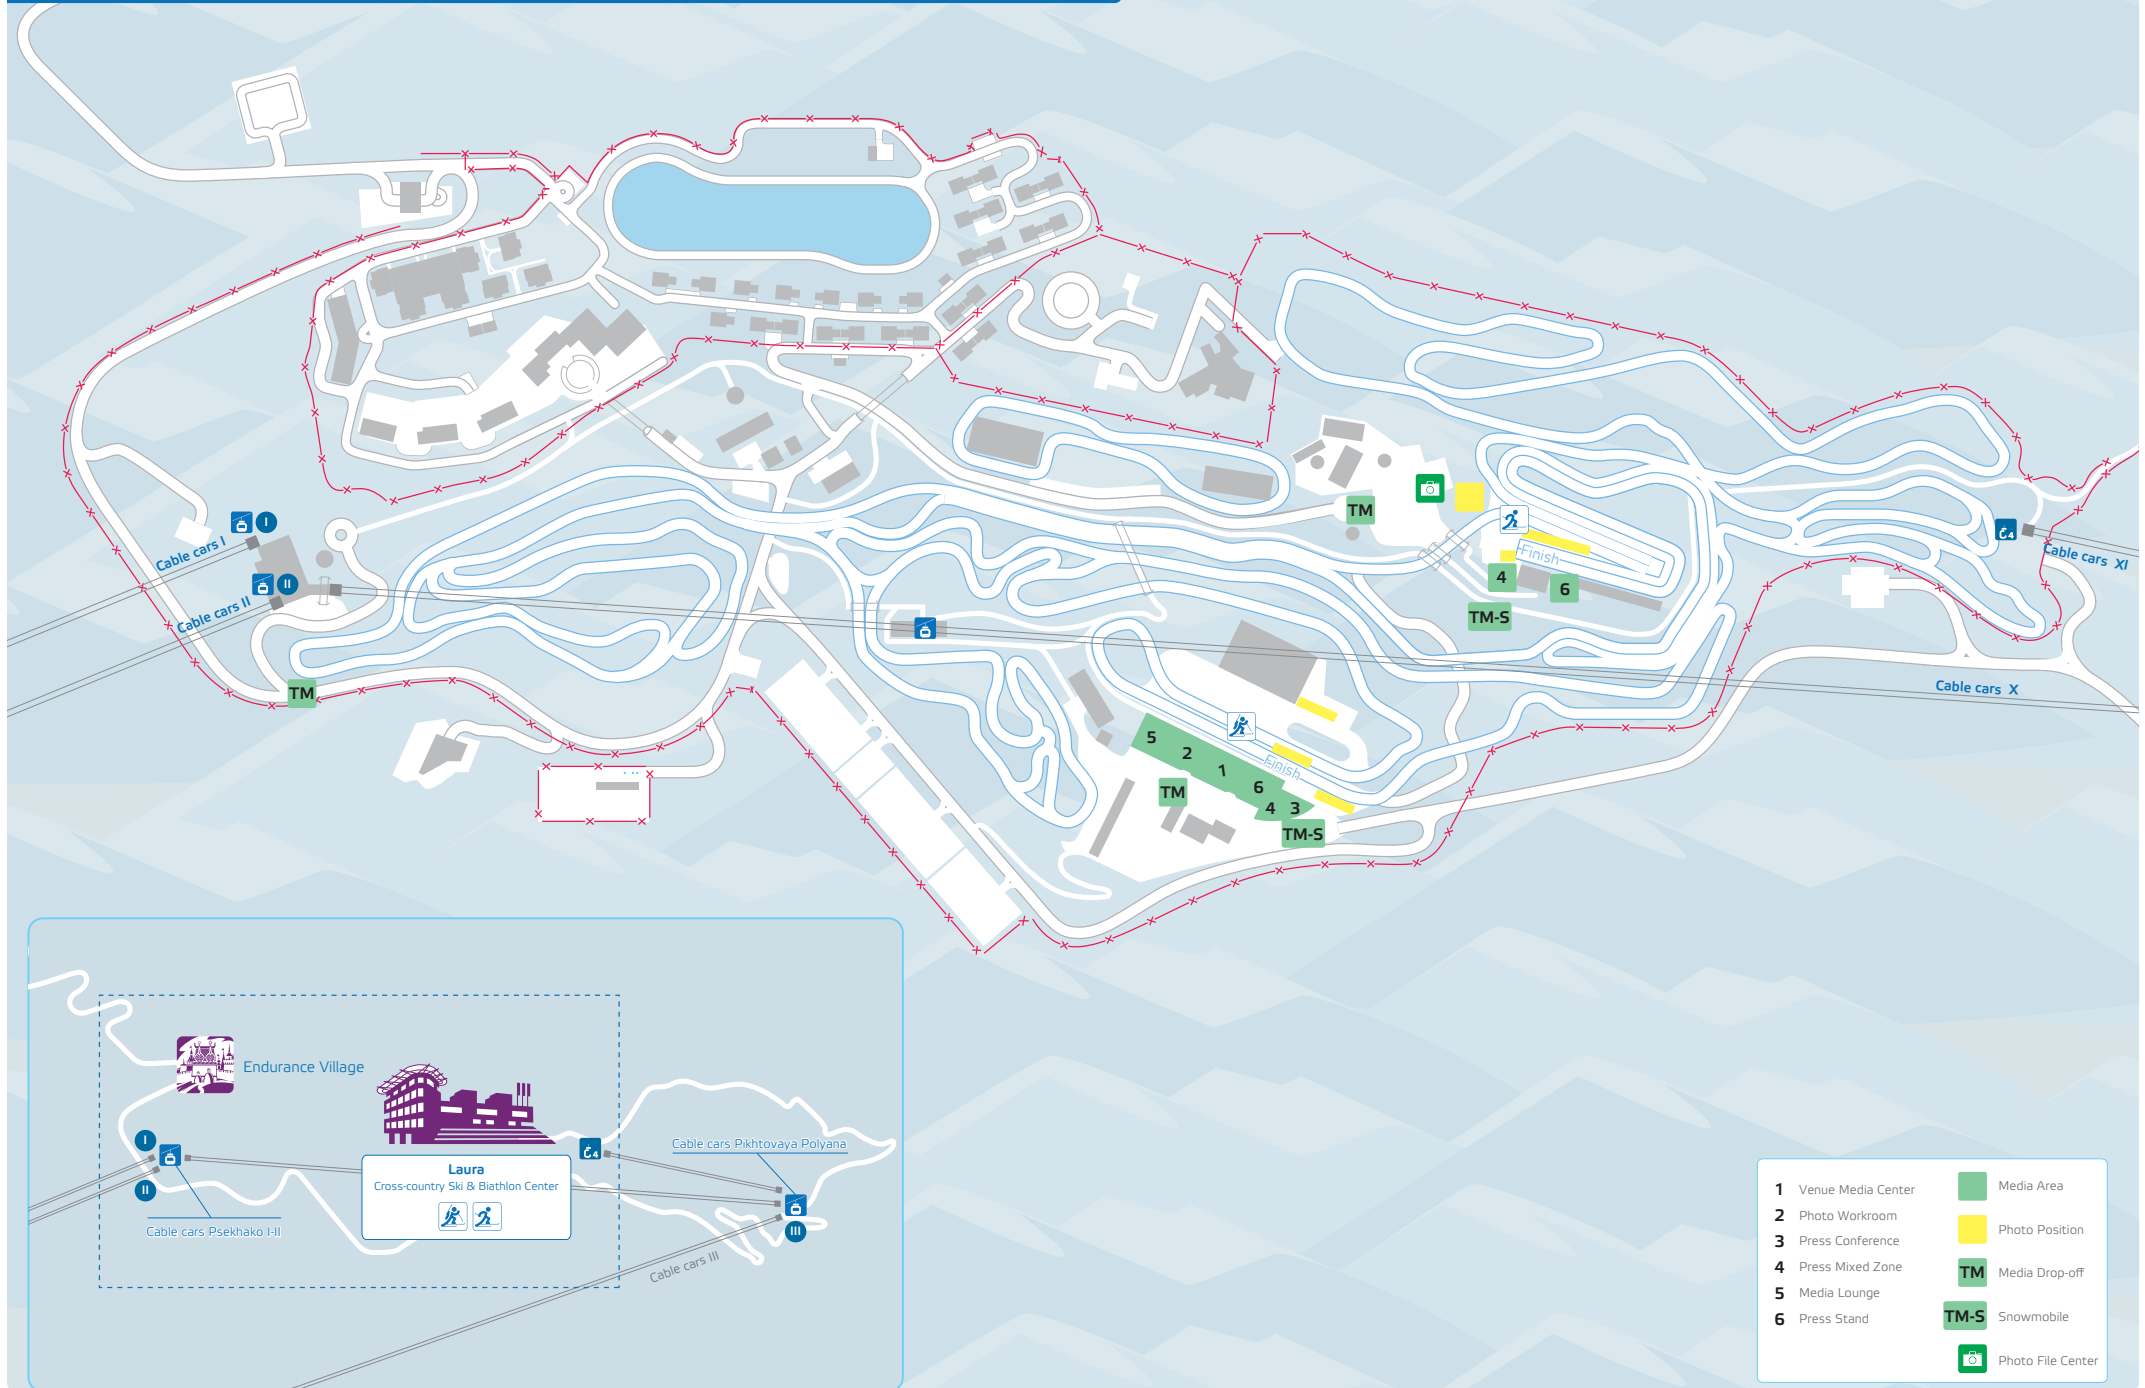 TM
I
Cable cars I
II
Cable cars II
Finish
4
4
6
TM-S
Cable cars XI
Cable cars X
TM
5
2
1
6
4
3
Finish
TM
TM-S
Endurance Village
I
II
4
Cable cars Pikhtovaya Polyana
Laura
Cross-country Ski & Biathlon Center
III
Cable cars Psekhako I-II
Cable cars III
1 Venue Media Center
2 Photo Workroom
3 Press Conference
4 Press Mixed Zone
5 Media Lounge
6 Press Stand
Media Area
Photo Position
TM Media Drop-off
TM-S Snowmobile
Photo File Center